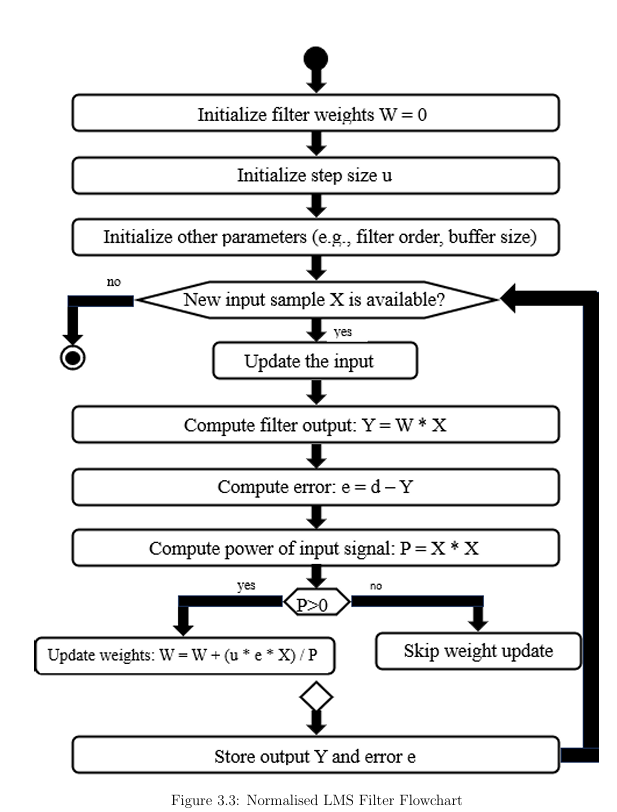 Initialize filter weights W = 0
Initialize step size u
Initialize other parameters (e.g., filter order, buffer size)
no
New input sample X is available?
yes
Update the input
Compute filter output: Y = W * X
Compute error: e = d – Y
Compute power of input signal: P = X * X
yes
no
P>0
Update weights: W = W + (u * e * X) / P
Skip weight update
Store output Y and error e
Figure 3.3: Normalised LMS Filter Flowchart